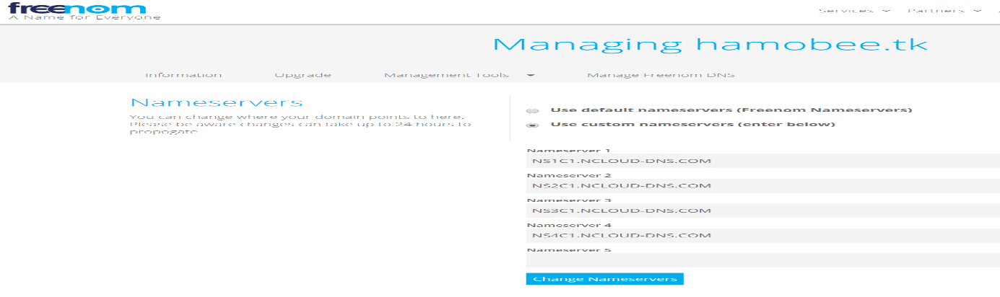 freenom
A Name for Everyone
Services
Partners
Managing hamobee.tk
Information
Upgrade
Management Tools
Manage Freenom DNS
Nameservers
You can change where your domain points to here.
Please be aware changes can take up to 24 hours to
propogate
Use default nameservers (Freenom Nameservers)
Use custom nameservers (enter below)
Nameserver 1
NS1C1.NCLOUD-DNS.COM
Nameserver 2
NS2C1.NCLOUD-DNS.COM
Nameserver 3
NS3C1.NCLOUD-DNS.COM
Nameserver 4
NS4C1.NCLOUD-DNS.COM
Nameserver 5
Change Nameservers